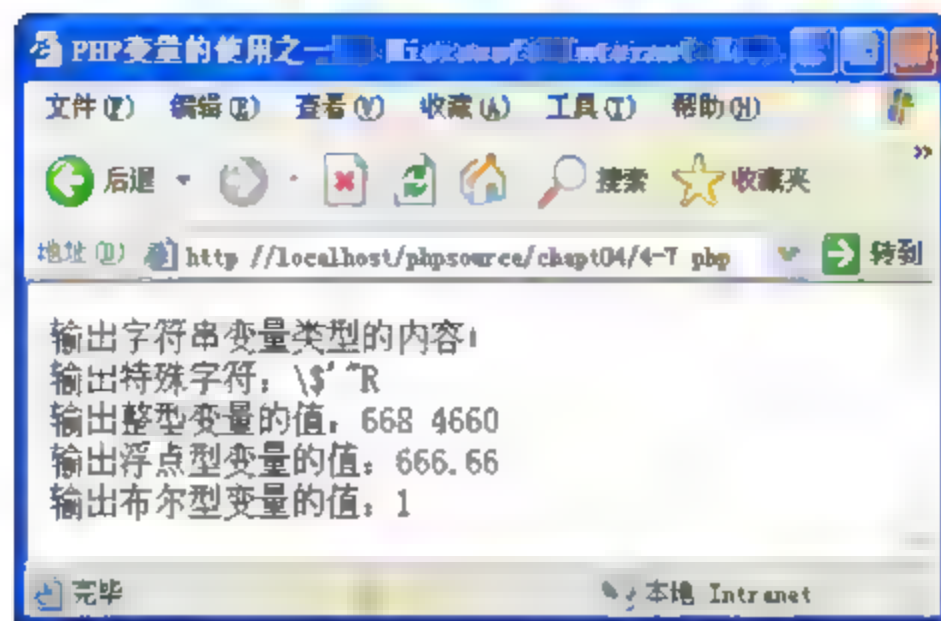 PHP变量的使用之一
文件(F) 编辑(E) 查看(V) 收藏(A) 工具(T) 帮助(H)
后退 搜索 收藏夹
地址(D) http //localhost/phpsource/chapt04/4-7 php 转到
输出字符串变量类型的内容:
输出特殊字符: \$'"R
输出整型变量的值: 668 4660
输出浮点型变量的值: 666.66
输出布尔型变量的值: 1
完毕 本地 Intranet